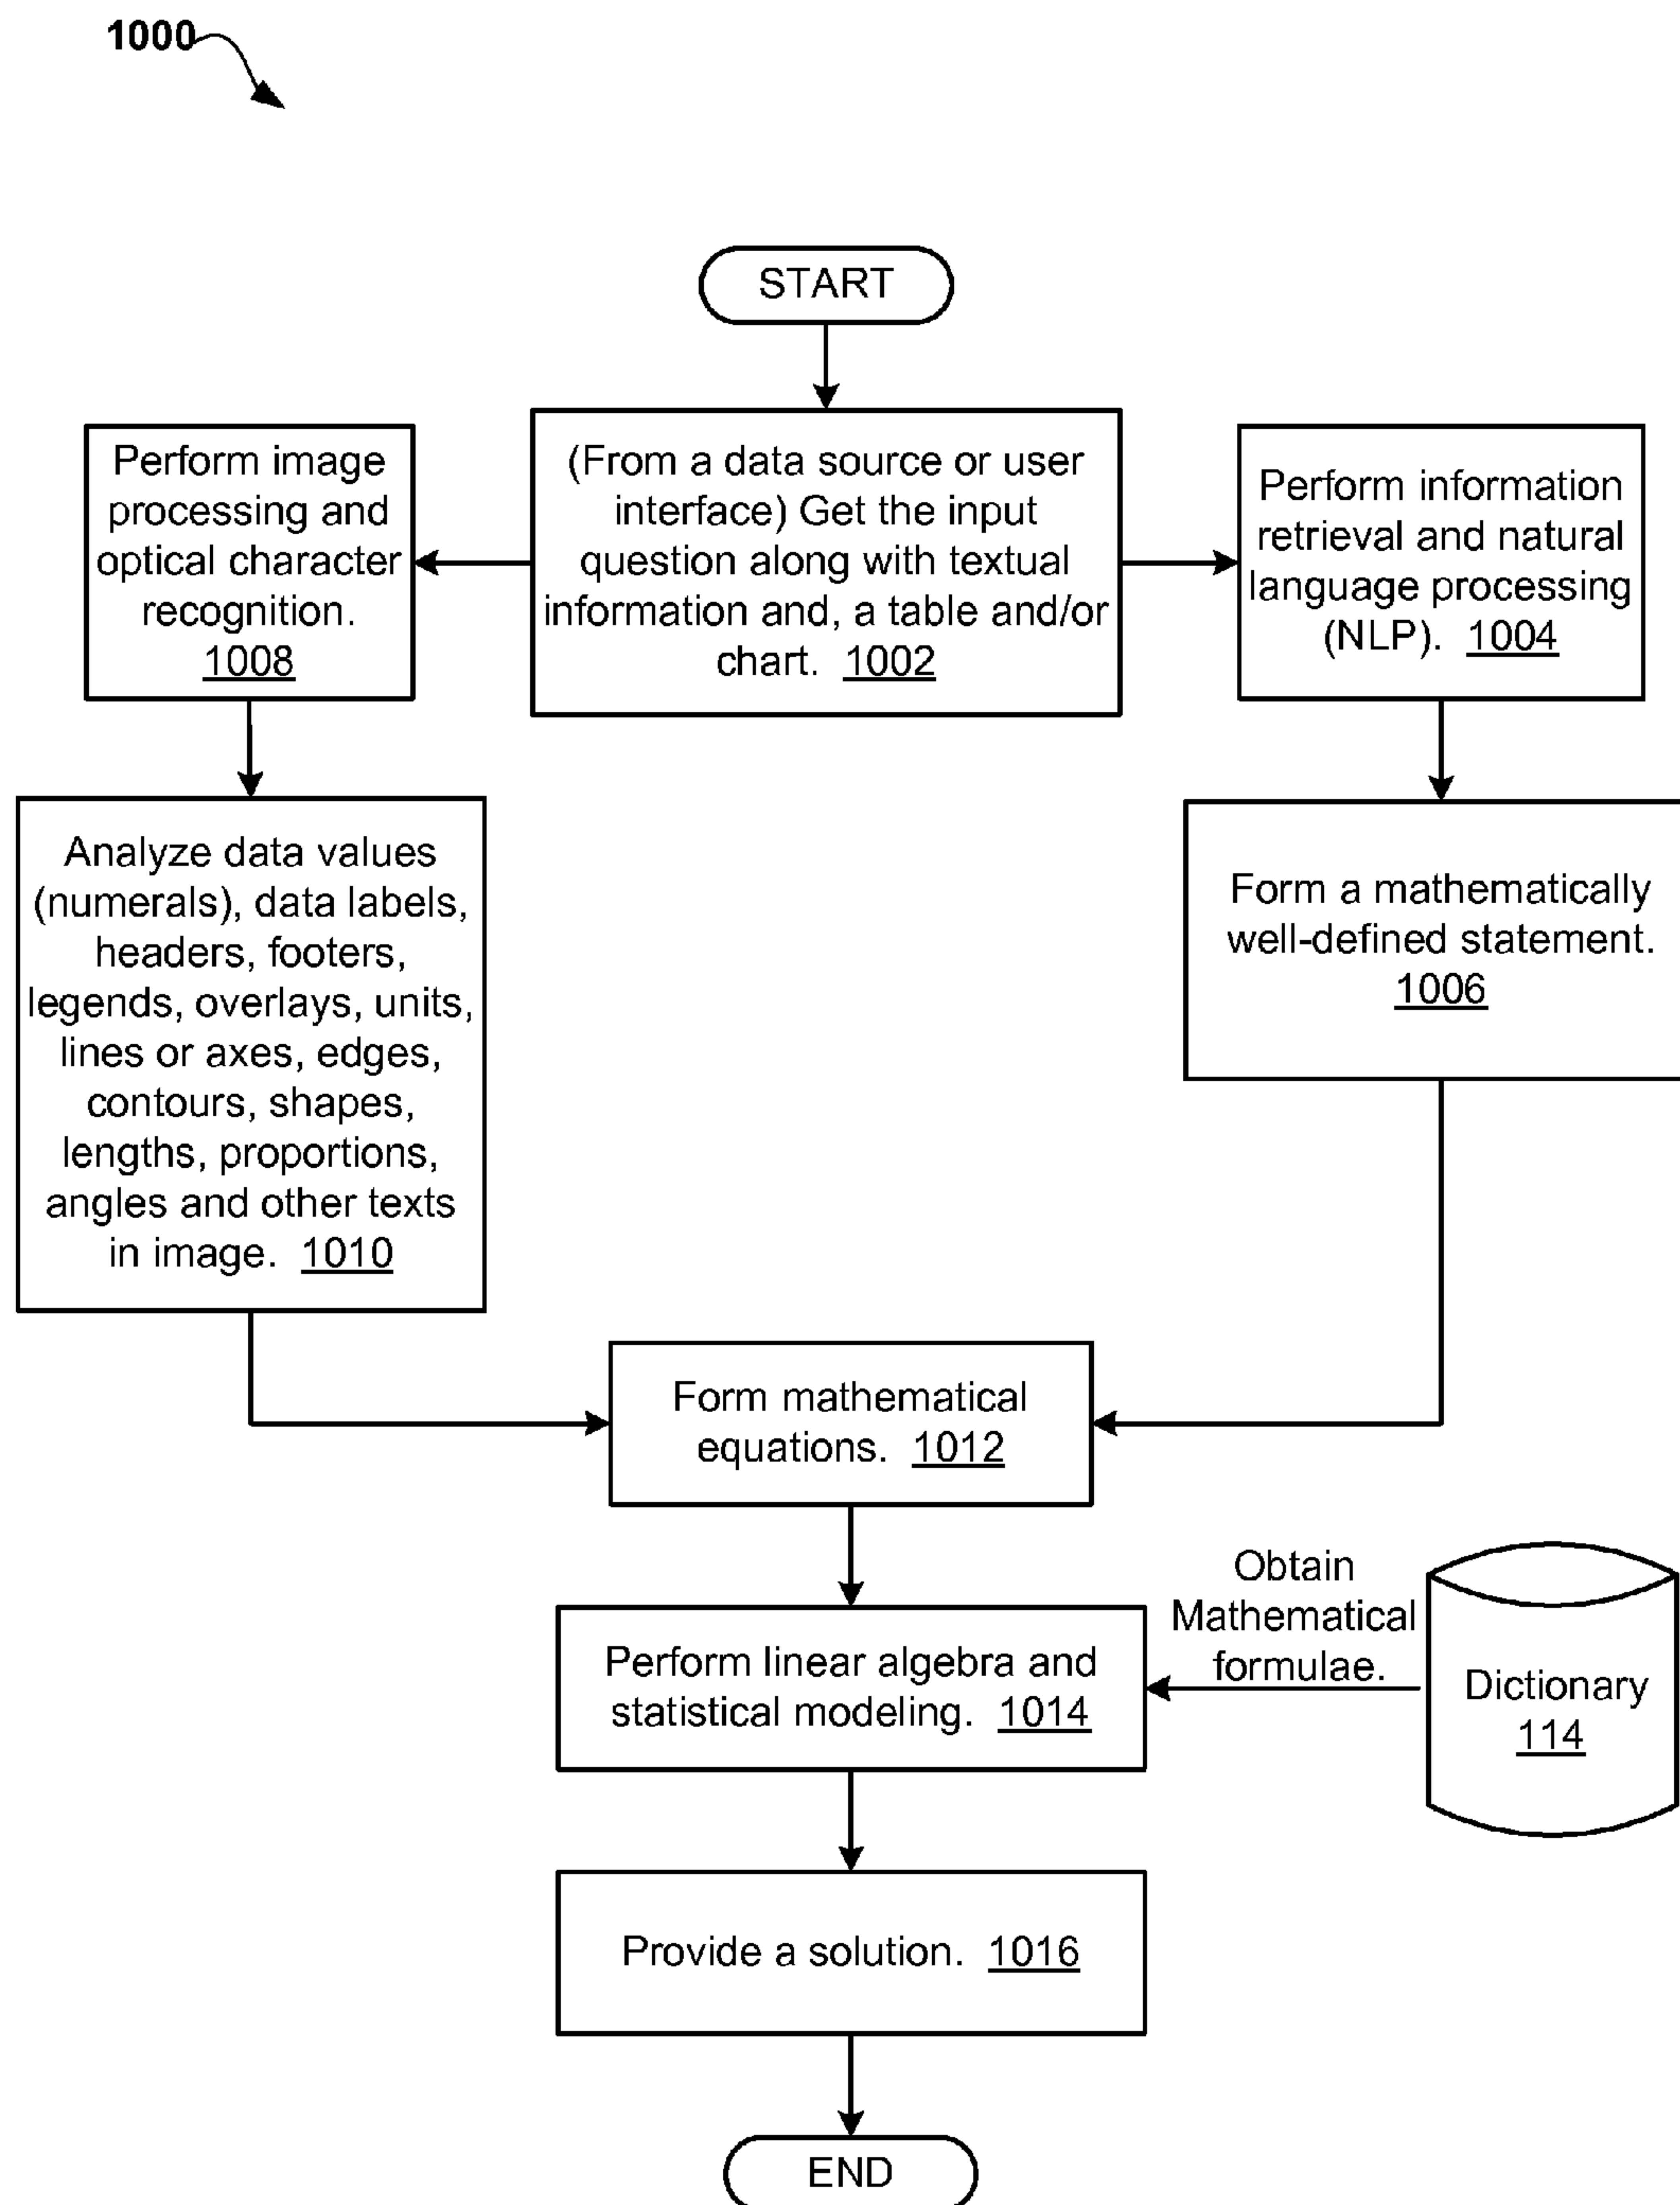 1000
START
(From a data source or user
interface) Get the input
question along with textual
information and, a table and/or
chart. 1002
Perform image
processing and
optical character
recognition.
1008
Perform information
retrieval and natural
language processing
(NLP). 1004
Analyze data values
(numerals), data labels,
headers, footers,
legends, overlays, units,
lines or axes, edges,
contours, shapes,
lengths, proportions,
angles and other texts
in image. 1010
Form a mathematically
well-defined statement.
1006
Form mathematical
equations. 1012
Obtain
Mathematical
formulae.
Dictionary
114
Perform linear algebra and
statistical modeling. 1014
Provide a solution. 1016
END